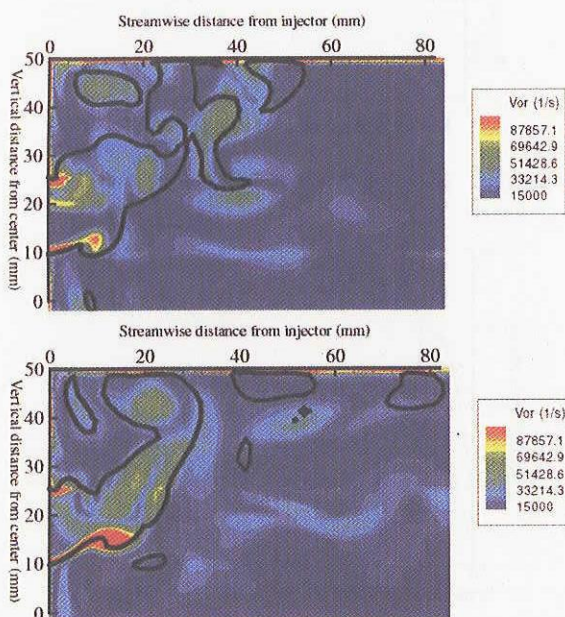 Streamwise distance from injector (mm)
0 20 40 60 80
Vertical distance from center (mm)
50
40
30
20
10
0
Vor (1/s)
87857.1
69642.9
51428.6
33214.3
15000
Streamwise distance from injector (mm)
0 20 40 60 80
Vertical distance from center (mm)
50
40
30
20
10
0
Vor (1/s)
87857.1
69642.9
51428.6
33214.3
15000